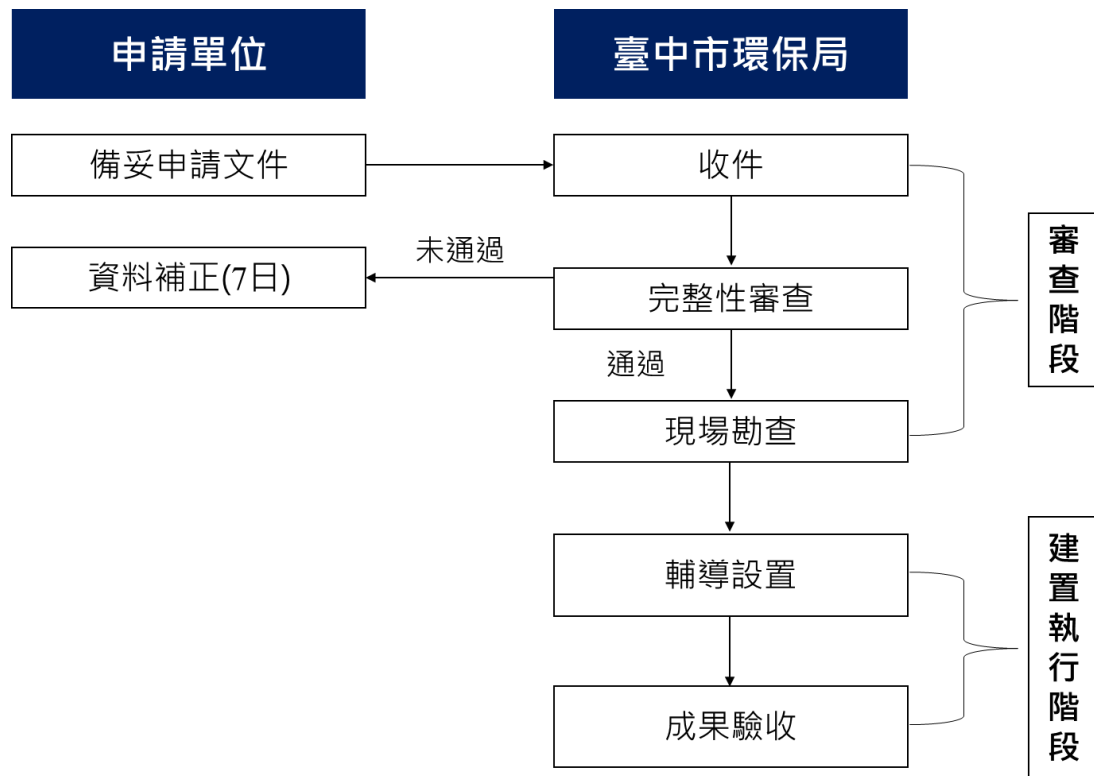 申請單位
臺中市環保局
備妥申請文件
收件
未通過
資料補正(7日)
完整性審查
通過
現場勘查
審查階段
輔導設置
成果驗收
建置執行階段